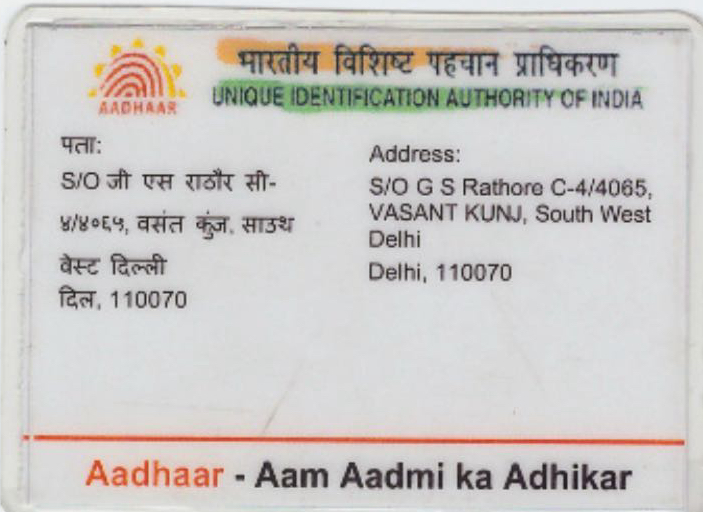 AADHAAR
भारतीय विशिष्ट पहचान प्राधिकरण
UNIQUE IDENTIFICATION AUTHORITY OF INDIA
पता:
S/O जी एस राठौर सी-
४/४०६५, वसंत कुंज, साउथ
वेस्ट दिल्ली
दिल, 110070
Address:
S/O G S Rathore C-4/4065,
VASANT KUNJ, South West
Delhi
Delhi, 110070
Aadhaar - Aam Aadmi ka Adhikar